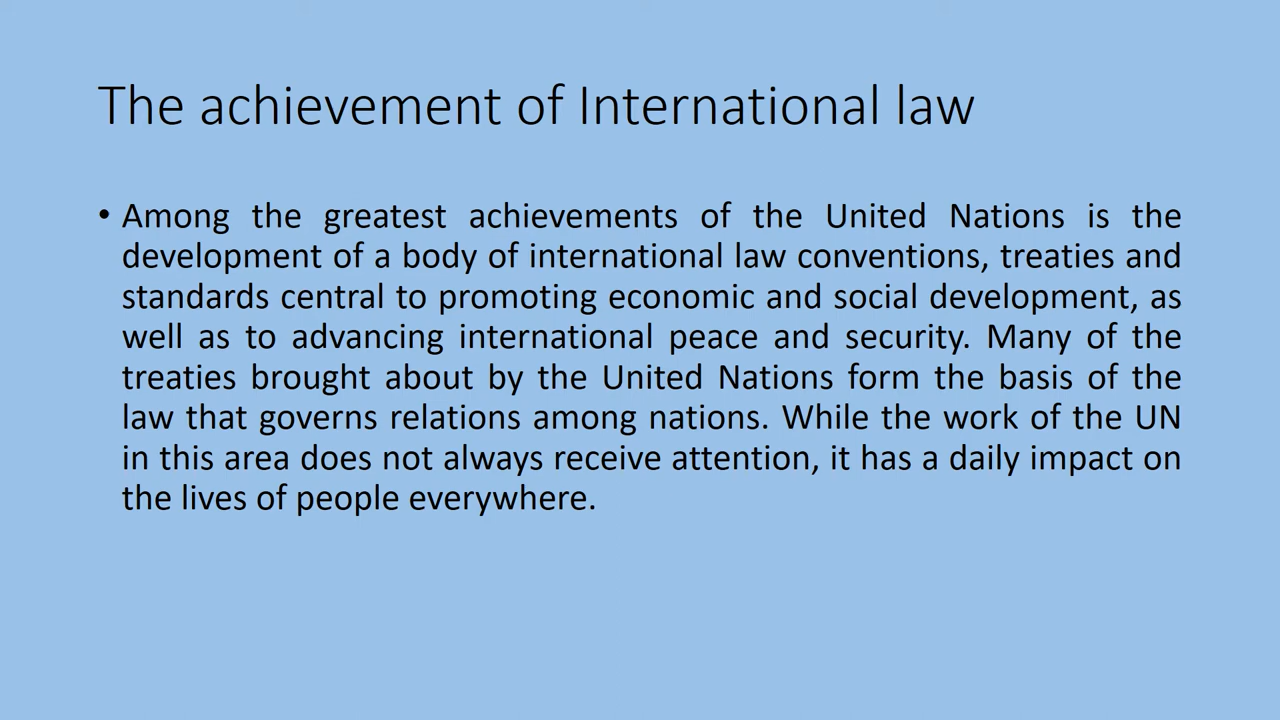 The achievement of International law
• Among the greatest achievements of the United Nations is the
development of a body of international law conventions, treaties and
standards central to promoting economic and social development, as
well as to advancing international peace and security. Many of the
treaties brought about by the United Nations form the basis of the
law that governs relations among nations. While the work of the UN
in this area does not always receive attention, it has a daily impact on
the lives of people everywhere.